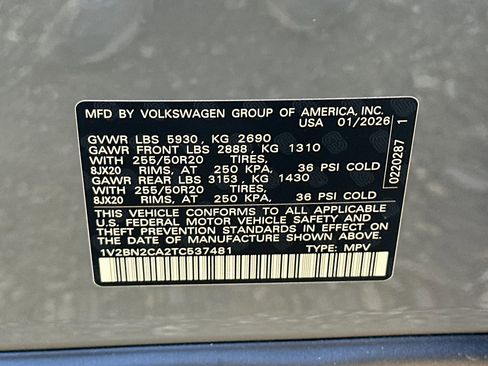 MFD BY VOLKSWAGEN GROUP OF AMERICA, INC.
USA 01/2026
GVWR LBS 5930 , KG 2690
GAWR FRONT LBS 2888 , KG 1310
WITH 255/50R20 TIRES,
8JX20 RIMS, AT 250 KPA, 36 PSI COLD
GAWR REAR LBS 3153 , KG 1430
WITH 255/50R20 TIRES,
8JX20 RIMS, AT 250 KPA, 36 PSI COLD
THIS VEHICLE CONFORMS TO ALL APPLICABLE
U.S. FEDERAL MOTOR VEHICLE SAFETY AND
THEFT PREVENTION STANDARDS IN EFFECT
ON THE DATE OF MANUFACTURE SHOWN ABOVE.
1V2BN2CA2TC537481 TYPE: MPV
0220287 1